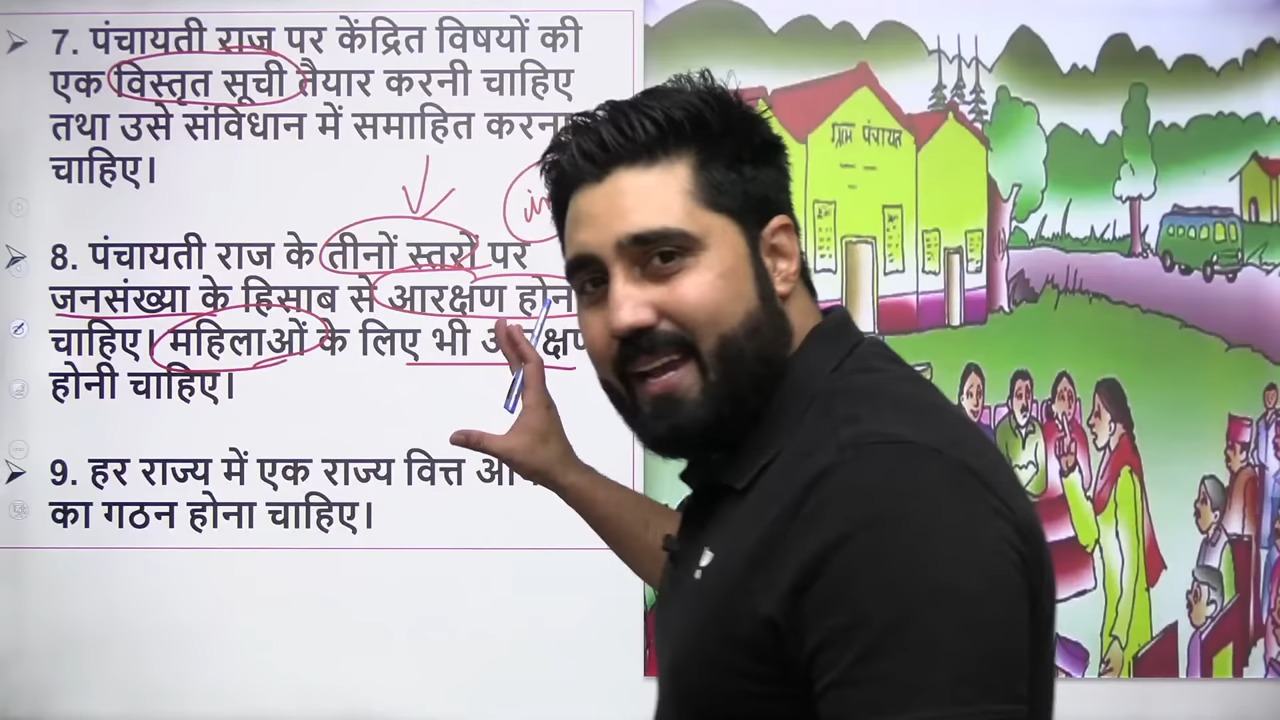 7. पंचायती राज पर केंद्रित विषयों की
एक विस्तृत सूची तैयार करनी चाहिए
तथा उसे संविधान में समाहित करना
चाहिए।
8. पंचायती राज के तीनों स्तरों पर
जनसंख्या के हिसाब से आरक्षण
चाहिए। महिलाओं के लिए भी
होनी चाहिए।
9. हर राज्य में एक राज्य वित्त
का गठन होना चाहिए।
ग्राम पंचायत